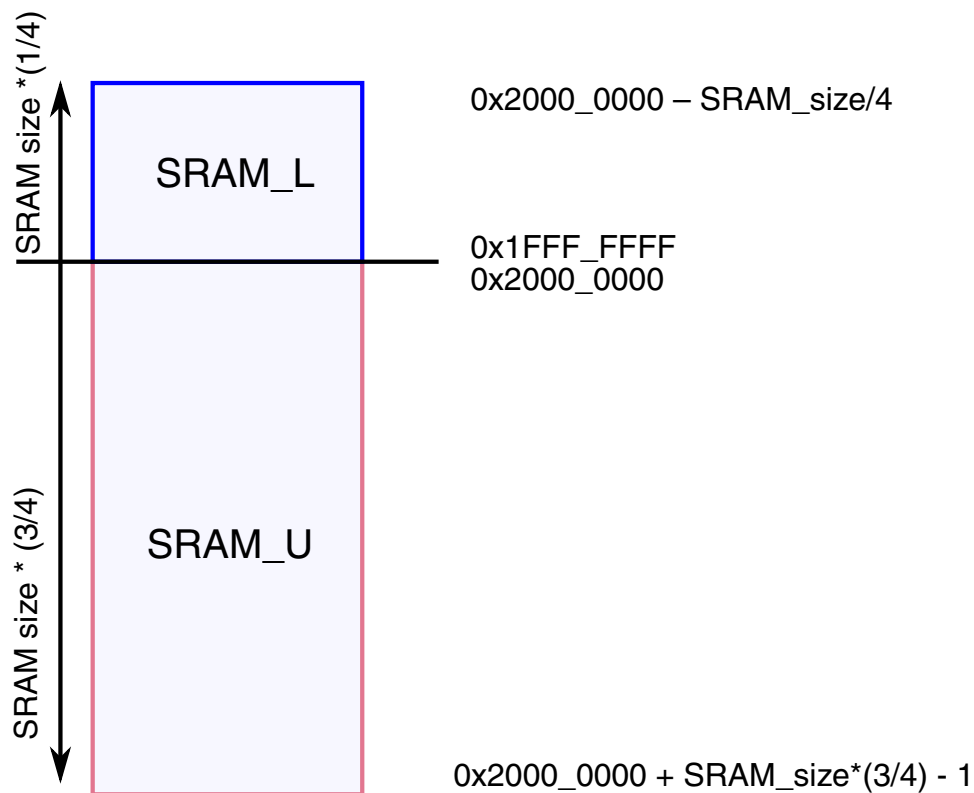 SRAM size *(1/4)
0x2000_0000 – SRAM_size/4
SRAM_L
0x1FFF_FFFF
0x2000_0000
SRAM size * (3/4)
SRAM_U
0x2000_0000 + SRAM_size*(3/4) - 1